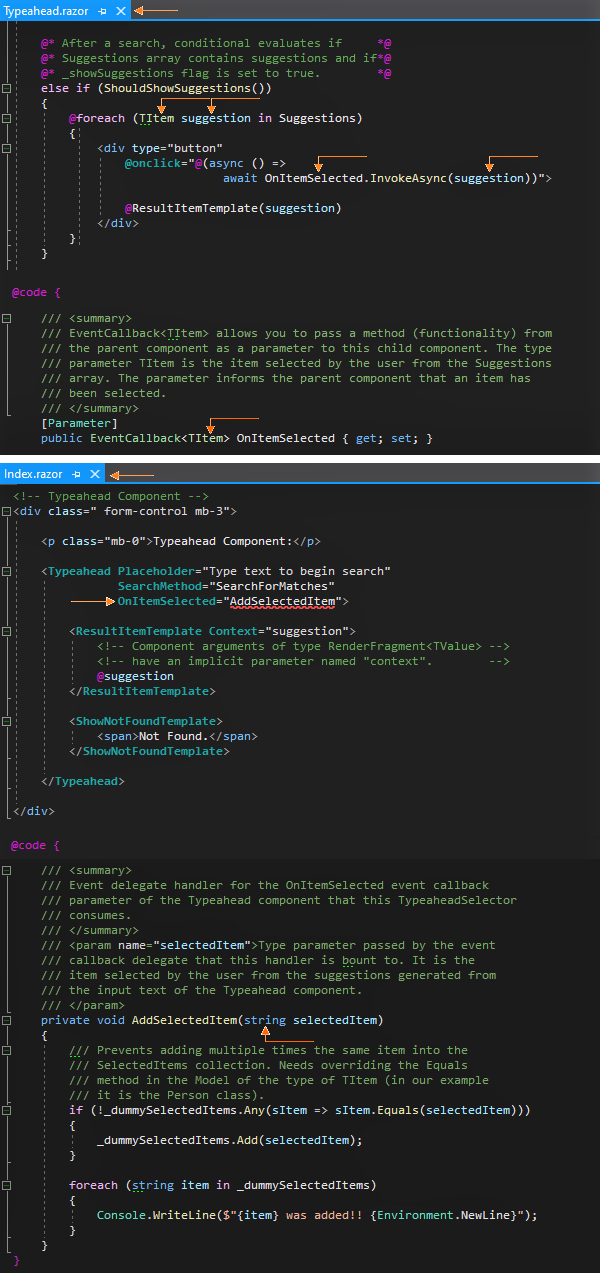 Typeahead.razor
@* After a search, conditional evaluates if     *@
@* Suggestions array contains suggestions and if*@
@* _showSuggestions flag is set to true.        *@
else if (ShouldShowSuggestions())
{
@foreach (TItem suggestion in Suggestions)
{
<div type="button"
@onclick="@(async () =>
await OnItemSelected.InvokeAsync(suggestion))">
@ResultItemTemplate(suggestion)
</div>
}
}
@code {
/// <summary>
/// EventCallback<TItem> allows you to pass a method (functionality) from
/// the parent component as a parameter to this child component. The type
/// parameter TItem is the item selected by the user from the Suggestions
/// array. The parameter informs the parent component that an item has
/// been selected.
/// </summary>
[Parameter]
public EventCallback<TItem> OnItemSelected { get; set; }
Index.razor
<!-- Typeahead Component -->
<div class=" form-control mb-3">
<p class="mb-0">Typeahead Component:</p>
<Typeahead Placeholder="Type text to begin search"
SearchMethod="SearchForMatches"
OnItemSelected="AddSelectedItem">
<ResultItemTemplate Context="suggestion">
<!-- Component arguments of type RenderFragment<TValue> -->
<!-- have an implicit parameter named "context".        -->
@suggestion
</ResultItemTemplate>
<ShowNotFoundTemplate>
<span>Not Found.</span>
</ShowNotFoundTemplate>
</Typeahead>
</div>
@code {
/// <summary>
/// Event delegate handler for the OnItemSelected event callback
/// parameter of the Typeahead component that this TypeaheadSelector
/// consumes.
/// </summary>
/// <param name="selectedItem">Type parameter passed by the event
/// callback delegate that this handler is bount to. It is the
/// item selected by the user from the suggestions generated from
/// the input text of the Typeahead component.
/// </param>
private void AddSelectedItem(string selectedItem)
{
/// Prevents adding multiple times the same item into the
/// SelectedItems collection. Needs overriding the Equals
/// method in the Model of the type of TItem (in our example
/// it is the Person class).
if (!_dummySelectedItems.Any(sItem => sItem.Equals(selectedItem)))
{
_dummySelectedItems.Add(selectedItem);
}
foreach (string item in _dummySelectedItems)
{
Console.WriteLine($"{item} was added!! {Environment.NewLine}");
}
}
}